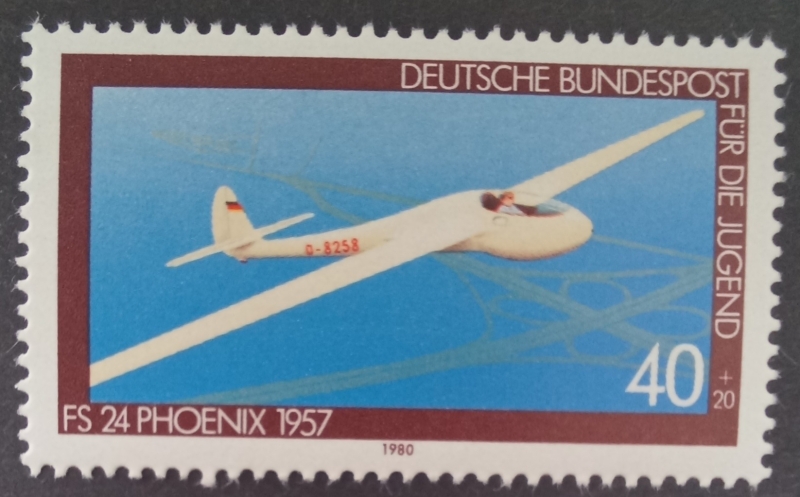 DEUTSCHE BUNDESPOST
FÜR DIE JUGEND
D-8258
40
+20
FS 24 PHOENIX 1957
1980